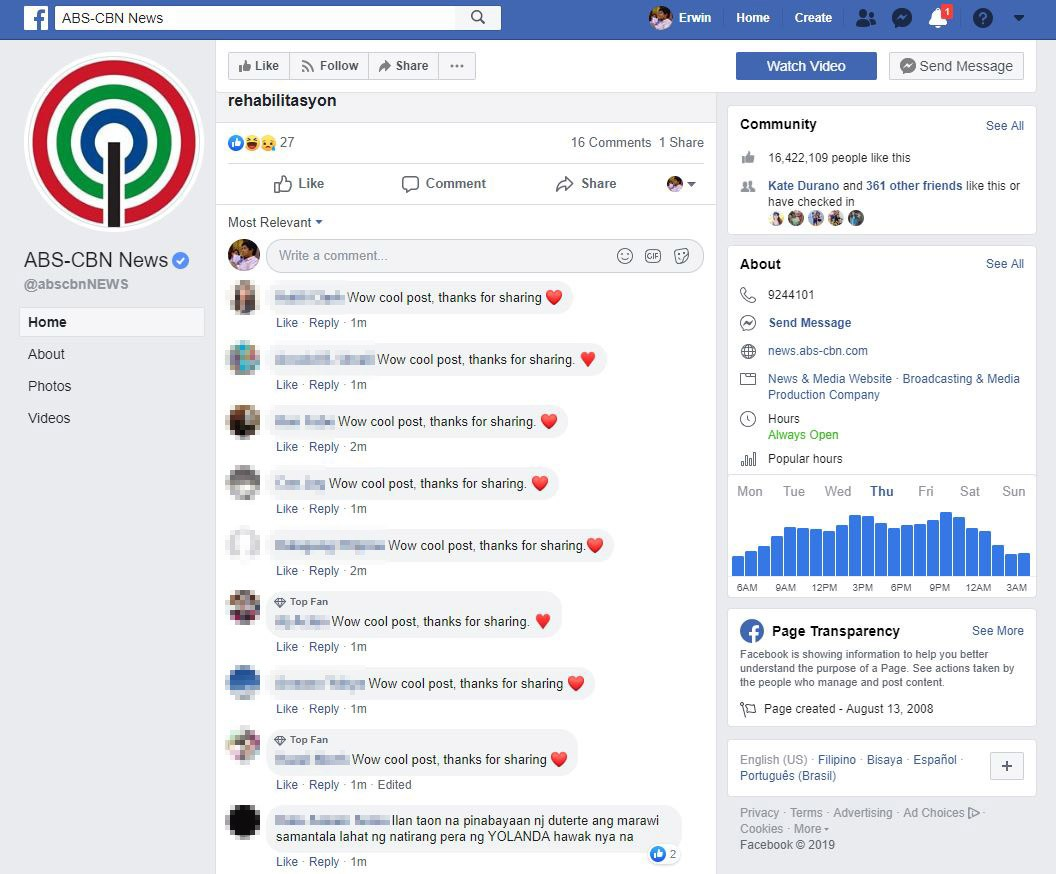 ABS-CBN News
Erwin
Home
Create
1
Like
Follow
Share
Watch Video
Send Message
rehabilitasyon
27
16 Comments 1 Share
Like
Comment
Share
Most Relevant
Write a comment...
GIF
Wow cool post, thanks for sharing ❤️
Like · Reply · 1m
Wow cool post, thanks for sharing. ❤️
Like · Reply · 1m
Wow cool post, thanks for sharing. ❤️
Like · Reply · 2m
Wow cool post, thanks for sharing. ❤️
Like · Reply · 1m
Wow cool post, thanks for sharing.❤️
Like · Reply · 2m
Top Fan
Wow cool post, thanks for sharing. ❤️
Like · Reply · 1m
Wow cool post, thanks for sharing ❤️
Like · Reply · 1m
Top Fan
Wow cool post, thanks for sharing ❤️
Like · Reply · 1m · Edited
Ilan taon na pinabayaan nj duterte ang marawi
samantala lahat ng natirang pera ng YOLANDA hawak nya na
2
Like · Reply · 1m
ABS-CBN News
@abscbnNEWS
Home
About
Photos
Videos
Community
See All
16,422,109 people like this
Kate Durano and 361 other friends like this or
have checked in
About
See All
9244101
Send Message
news.abs-cbn.com
News & Media Website · Broadcasting & Media
Production Company
Hours
Always Open
Popular hours
Mon Tue Wed Thu Fri Sat Sun
6AM 9AM 12PM 3PM 6PM 9PM 12AM 3AM
Page Transparency
See More
Facebook is showing information to help you better
understand the purpose of a Page. See actions taken by
the people who manage and post content.
Page created - August 13, 2008
English (US) · Filipino · Bisaya · Español ·
Português (Brasil)
Privacy · Terms · Advertising · Ad Choices ·
Cookies · More
Facebook © 2019